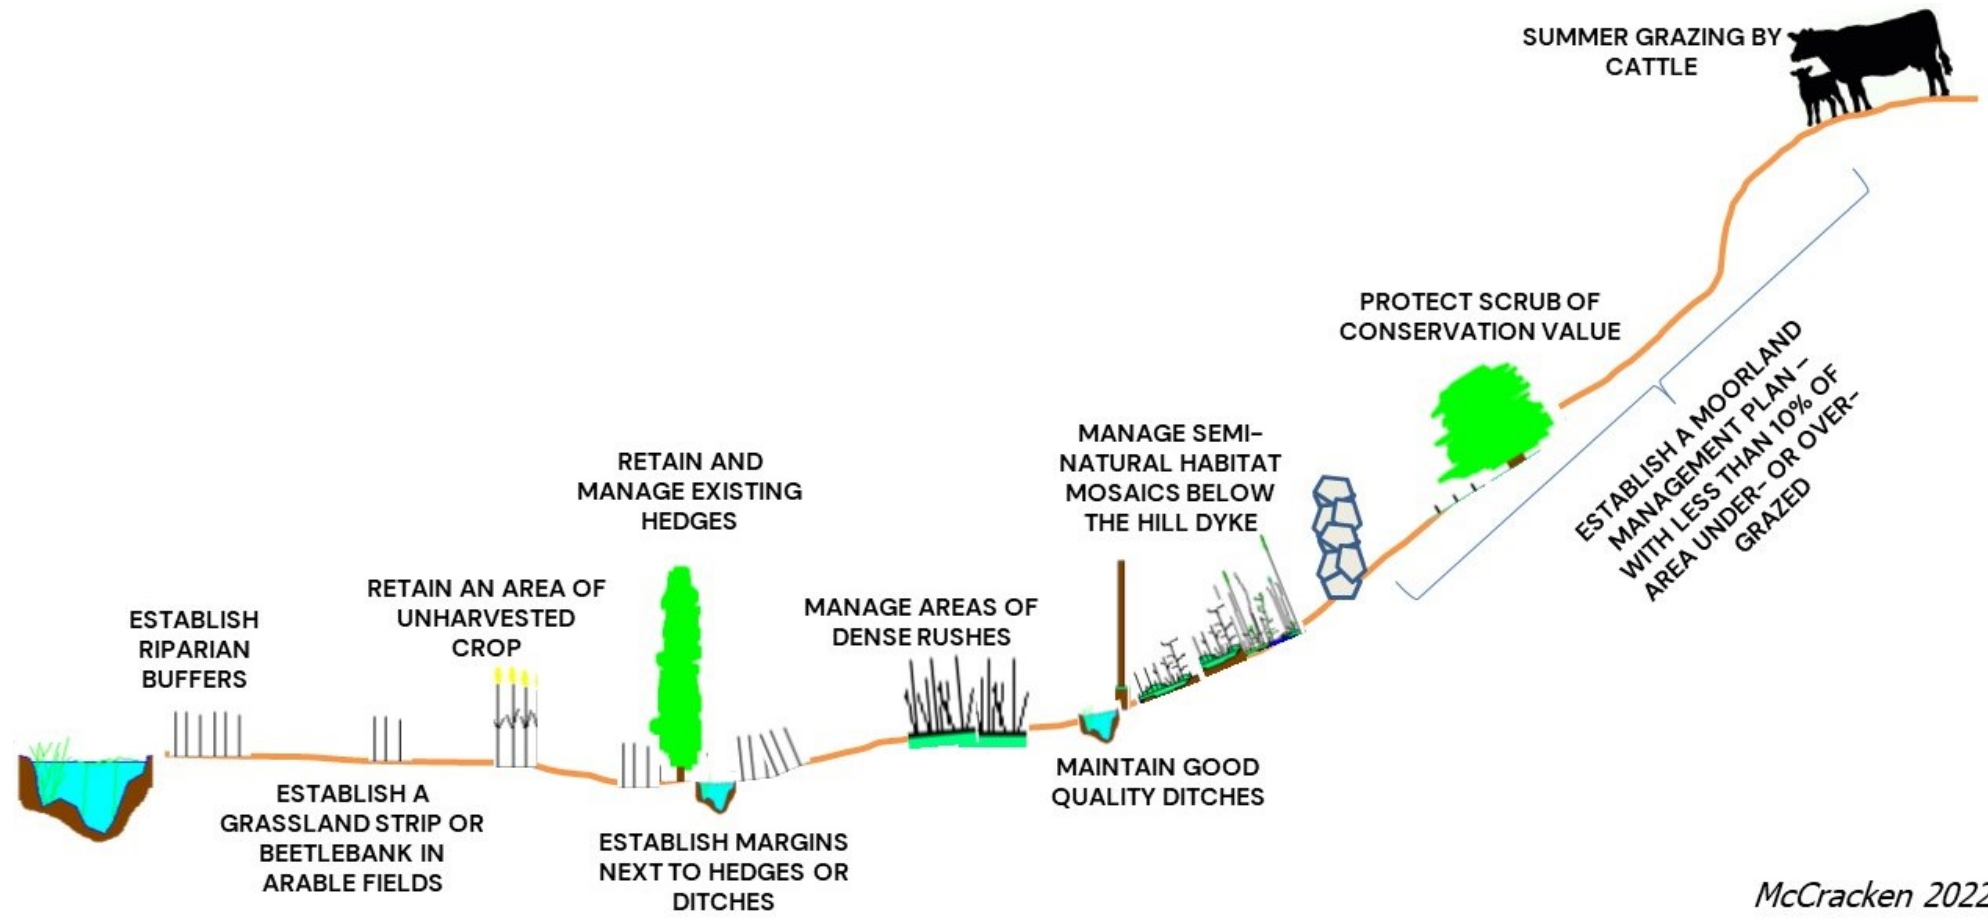 SUMMER GRAZING BY
CATTLE
PROTECT SCRUB OF
CONSERVATION VALUE
ESTABLISH A MOORLAND
MANAGEMENT PLAN –
WITH LESS THAN 10% OF
AREA UNDER- OR OVER-
GRAZED
MANAGE SEMI-
NATURAL HABITAT
MOSAICS BELOW
THE HILL DYKE
RETAIN AND
MANAGE EXISTING
HEDGES
RETAIN AN AREA OF
UNHARVESTED
CROP
MANAGE AREAS OF
DENSE RUSHES
ESTABLISH
RIPARIAN
BUFFERS
ESTABLISH A
GRASSLAND STRIP OR
BEETLEBANK IN
ARABLE FIELDS
ESTABLISH MARGINS
NEXT TO HEDGES OR
DITCHES
MAINTAIN GOOD
QUALITY DITCHES
McCracken 2022